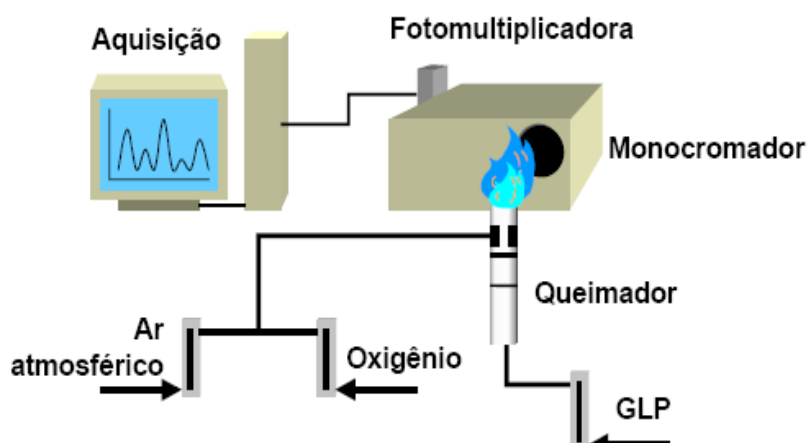 Aquisição
Fotomultiplicadora
Monocromador
Queimador
Ar
atmosférico
Oxigênio
GLP